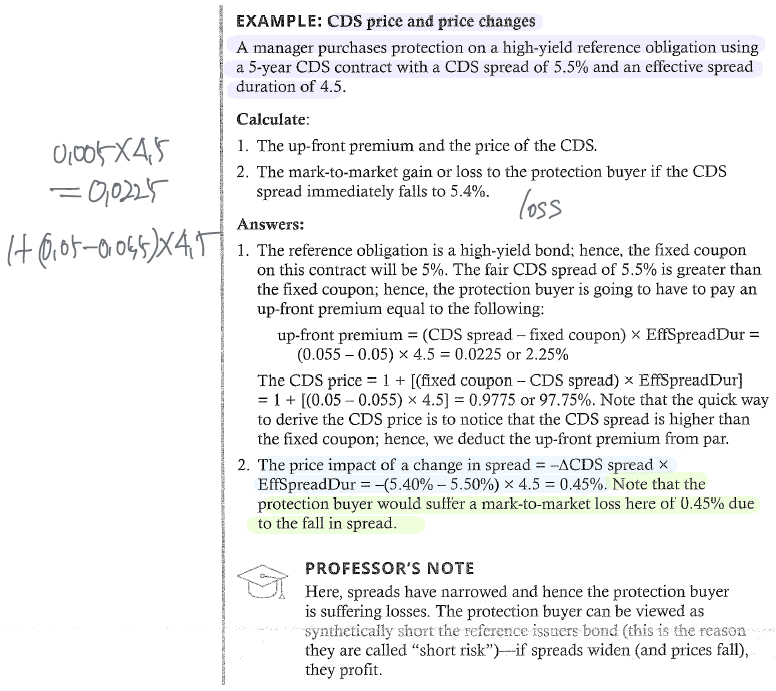 EXAMPLE: CDS price and price changes
A manager purchases protection on a high-yield reference obligation using
a 5-year CDS contract with a CDS spread of 5.5% and an effective spread
duration of 4.5.
Calculate:
1. The up-front premium and the price of the CDS.
2. The mark-to-market gain or loss to the protection buyer if the CDS
spread immediately falls to 5.4%.
loss
0,005×4,5
=0,0225
1+(0,05-0,055)×4,5
Answers:
1. The reference obligation is a high-yield bond; hence, the fixed coupon
on this contract will be 5%. The fair CDS spread of 5.5% is greater than
the fixed coupon; hence, the protection buyer is going to have to pay an
up-front premium equal to the following:
up-front premium = (CDS spread – fixed coupon) × EffSpreadDur =
(0.055 – 0.05) × 4.5 = 0.0225 or 2.25%
The CDS price = 1 + [(fixed coupon – CDS spread) × EffSpreadDur]
= 1 + [(0.05 – 0.055) × 4.5] = 0.9775 or 97.75%. Note that the quick way
to derive the CDS price is to notice that the CDS spread is higher than
the fixed coupon; hence, we deduct the up-front premium from par.
2. The price impact of a change in spread = –ΔCDS spread ×
EffSpreadDur = –(5.40% – 5.50%) × 4.5 = 0.45%. Note that the
protection buyer would suffer a mark-to-market loss here of 0.45% due
to the fall in spread.
PROFESSOR'S NOTE
Here, spreads have narrowed and hence the protection buyer
is suffering losses. The protection buyer can be viewed as
synthetically short the reference issuers bond (this is the reason
they are called "short risk")—if spreads widen (and prices fall),
they profit.